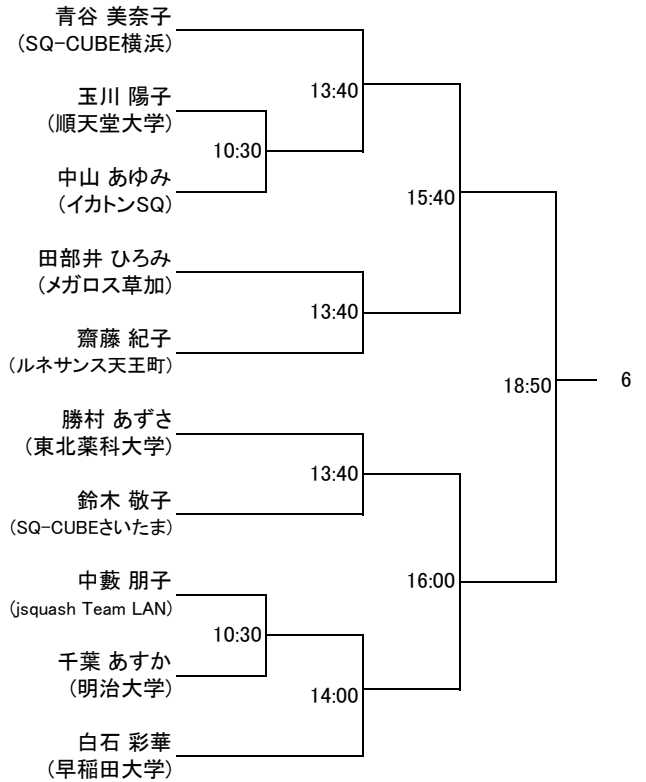 青谷 美奈子
(SQ-CUBE横浜)
13:40
玉川 陽子
(順天堂大学)
10:30
中山 あゆみ
(イカトンSQ)
15:40
田部井 ひろみ
(メガロス草加)
13:40
齋藤 紀子
(ルネサンス天王町)
18:50
6
勝村 あずさ
(東北薬科大学)
13:40
鈴木 敬子
(SQ-CUBEさいたま)
16:00
中藪 朋子
(jsquash Team LAN)
10:30
千葉 あすか
(明治大学)
14:00
白石 彩華
(早稲田大学)